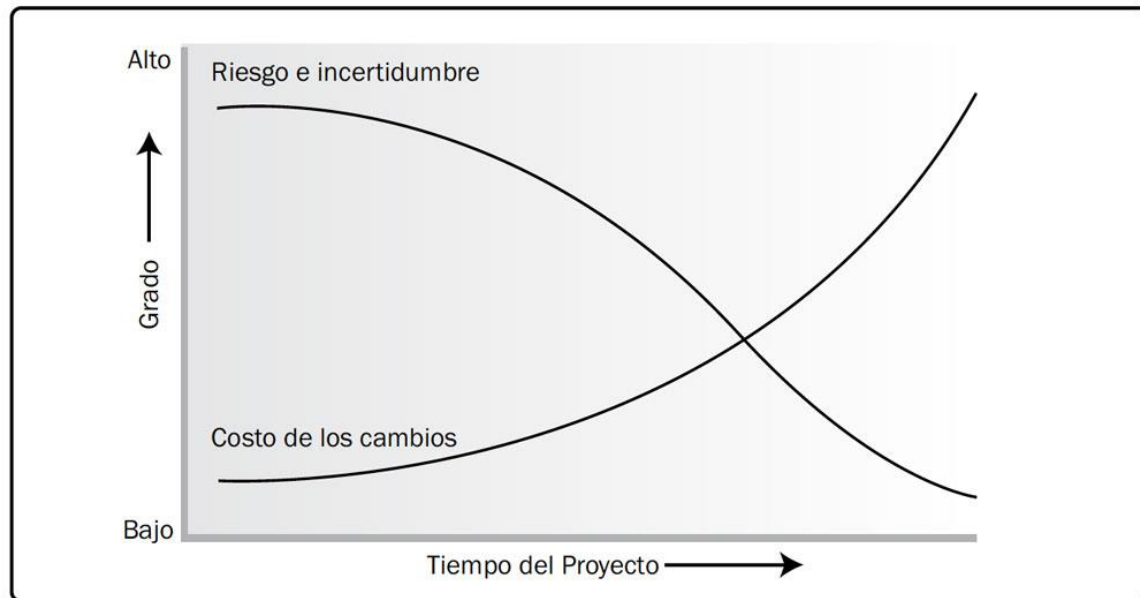 Alto
Riesgo e incertidumbre
Grado
Costo de los cambios
Bajo
Tiempo del Proyecto